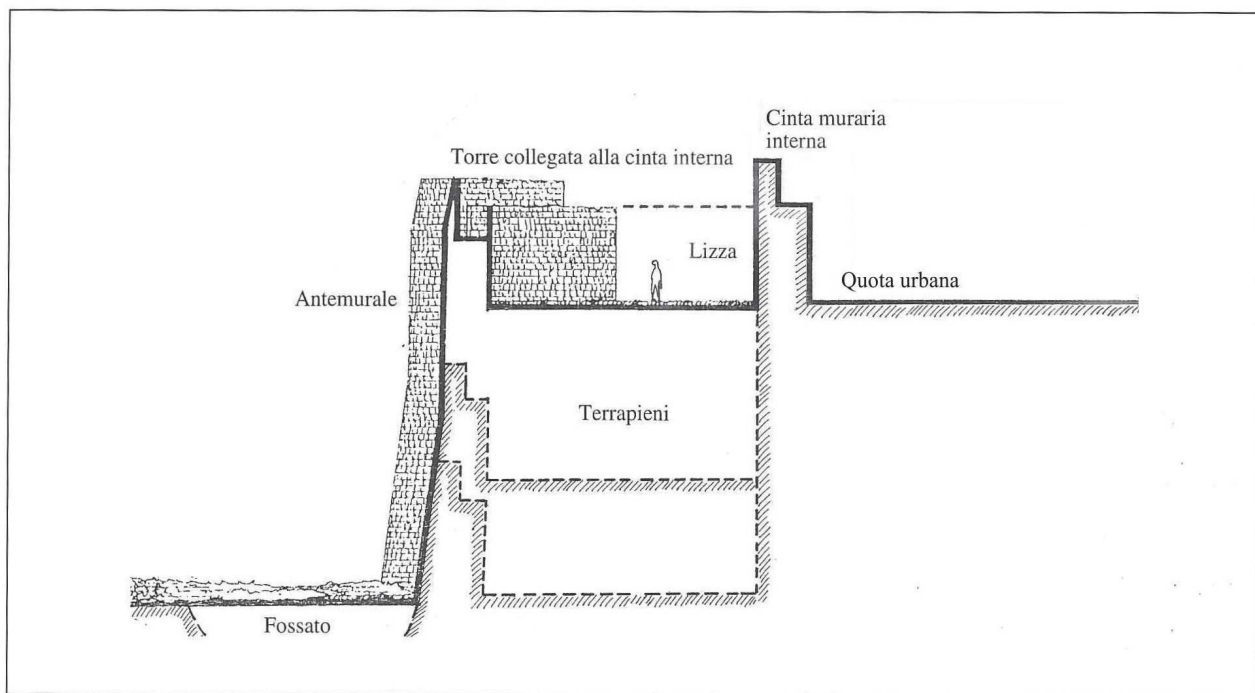 Cinta muraria
interna
Torre collegata alla cinta interna
Lizza
Quota urbana
Antemurale
Terrapieni
Fossato